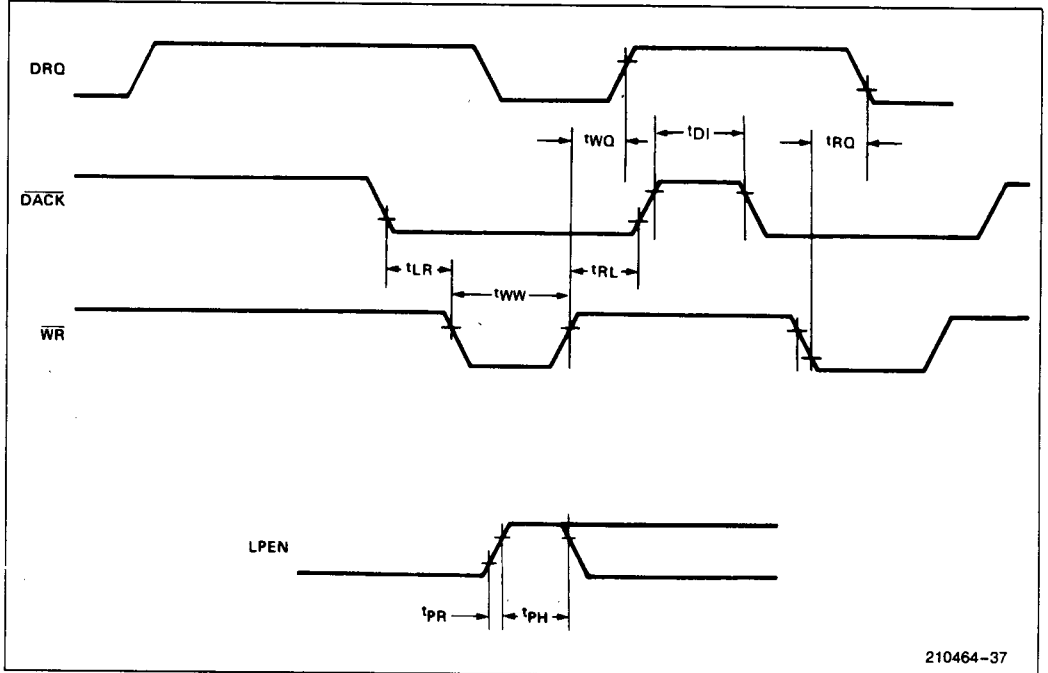 DRQ
tWQ
tDI
tRQ
DACK
tLR
tRL
tWW
WR
LPEN
tPR
tPH
210464-37